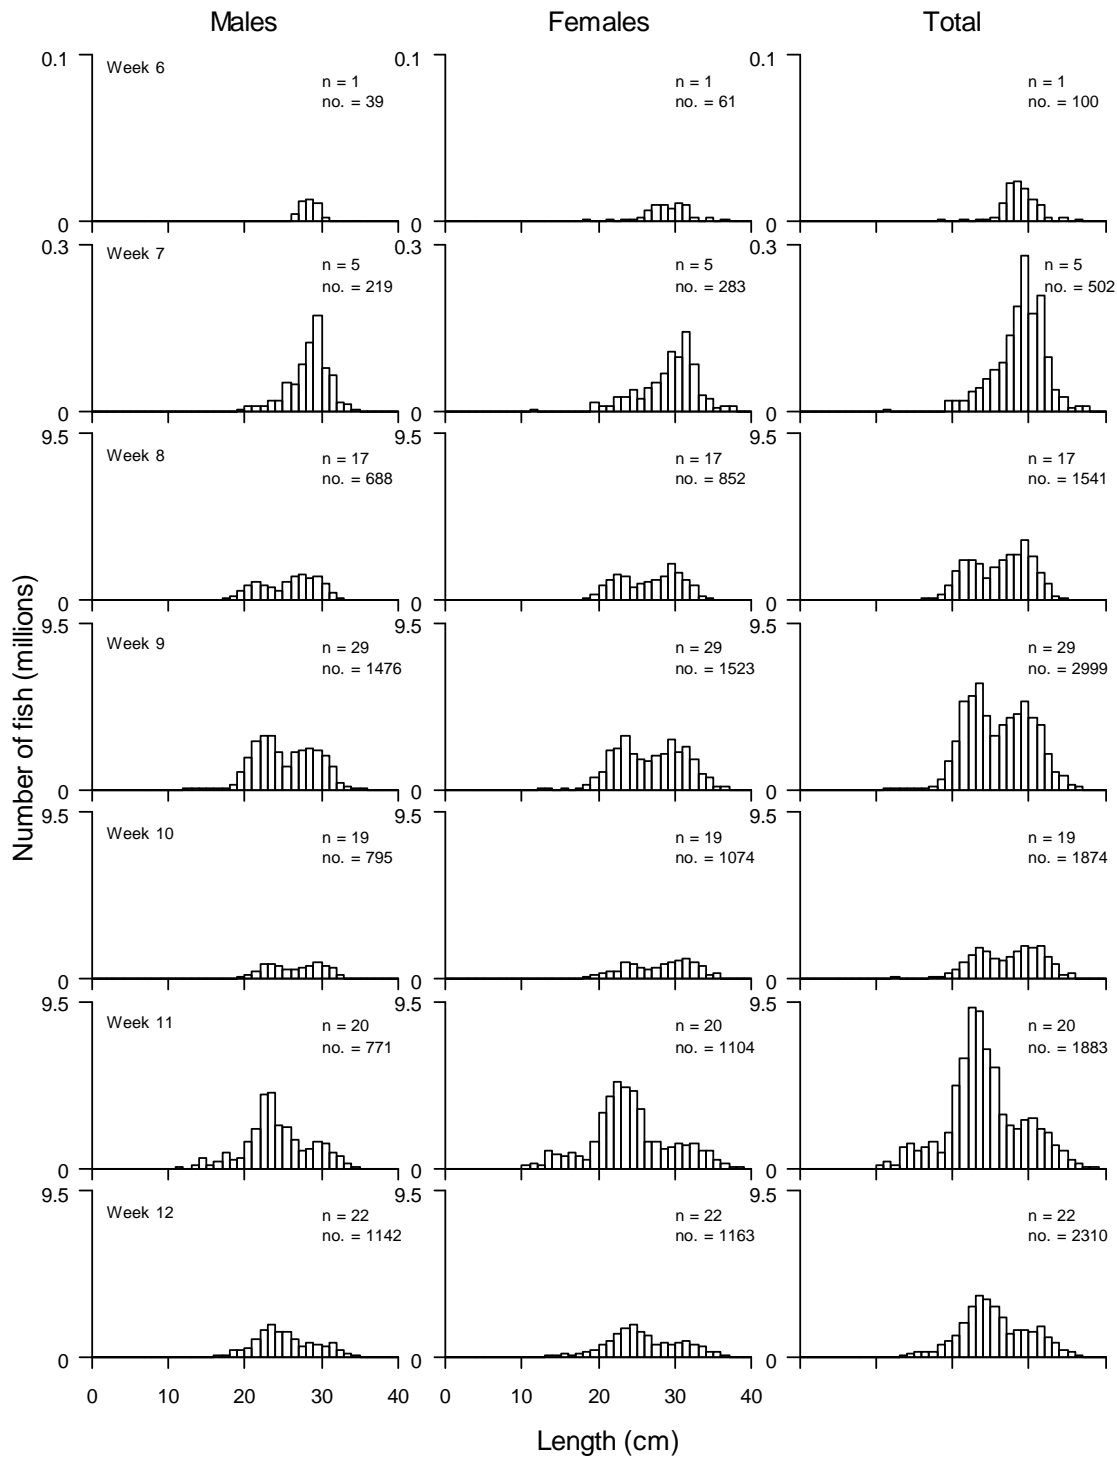 Males Females Total
0.1 Week 6 n = 1 0.1 n = 1 0.1 n = 1
no. = 39 no. = 61 no. = 100
0 0 0
0.3 Week 7 n = 5 0.3 n = 5 0.3 n = 5
no. = 219 no. = 283 no. = 502
0 0 0
9.5 Week 8 n = 17 9.5 n = 17 9.5 n = 17
no. = 688 no. = 852 no. = 1541
0 0 0
9.5 Week 9 n = 29 9.5 n = 29 9.5 n = 29
no. = 1476 no. = 1523 no. = 2999
0 0 0
Number of fish (millions)
9.5 Week 10 n = 19 9.5 n = 19 9.5 n = 19
no. = 795 no. = 1074 no. = 1874
0 0 0
9.5 Week 11 n = 20 9.5 n = 20 9.5 n = 20
no. = 771 no. = 1104 no. = 1883
0 0 0
9.5 Week 12 n = 22 9.5 n = 22 9.5 n = 22
no. = 1142 no. = 1163 no. = 2310
0 0 0
0 10 20 30 40 0 10 20 30 40
Length (cm)